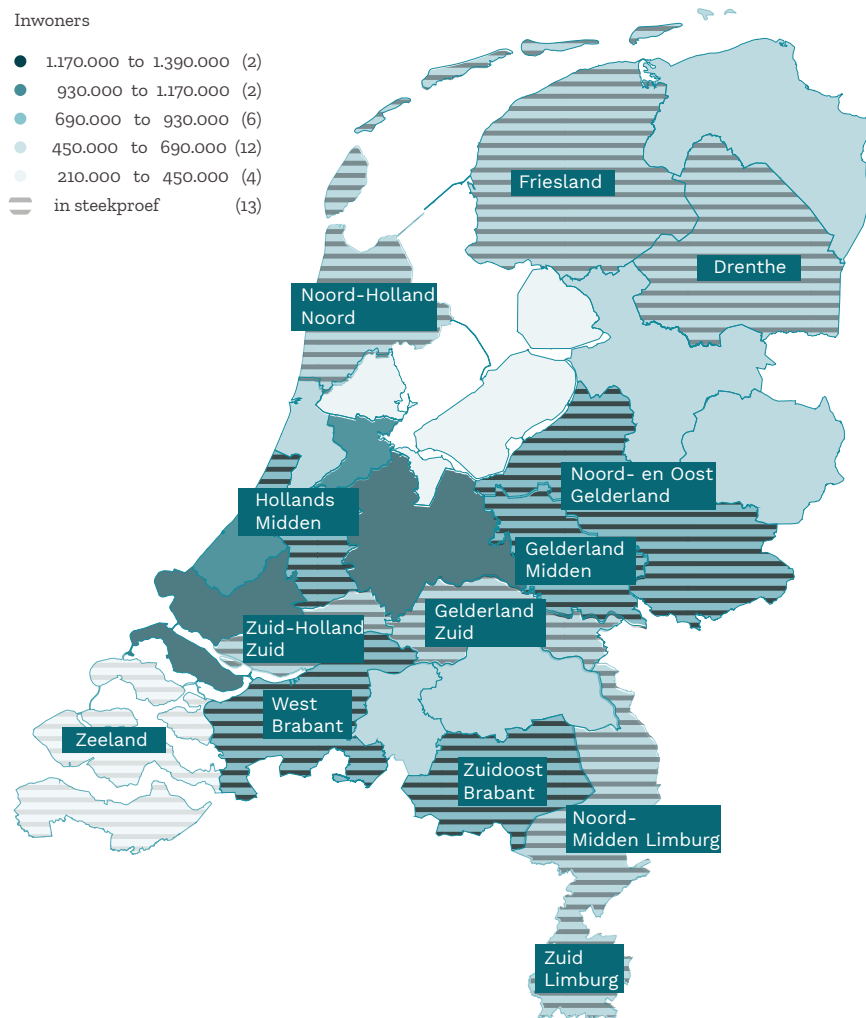 Inwoners
1.170.000 to 1.390.000 (2)
930.000 to 1.170.000 (2)
690.000 to 930.000 (6)
450.000 to 690.000 (12)
210.000 to 450.000 (4)
in steekproef (13)
Friesland
Drenthe
Noord-Holland
Noord
Noord- en Oost
Gelderland
Hollands
Midden
Gelderland
Midden
Gelderland
Zuid
Zuid-Holland
Zuid
West
Brabant
Zeeland
Zuidoost
Brabant
Noord-
Midden Limburg
Zuid
Limburg